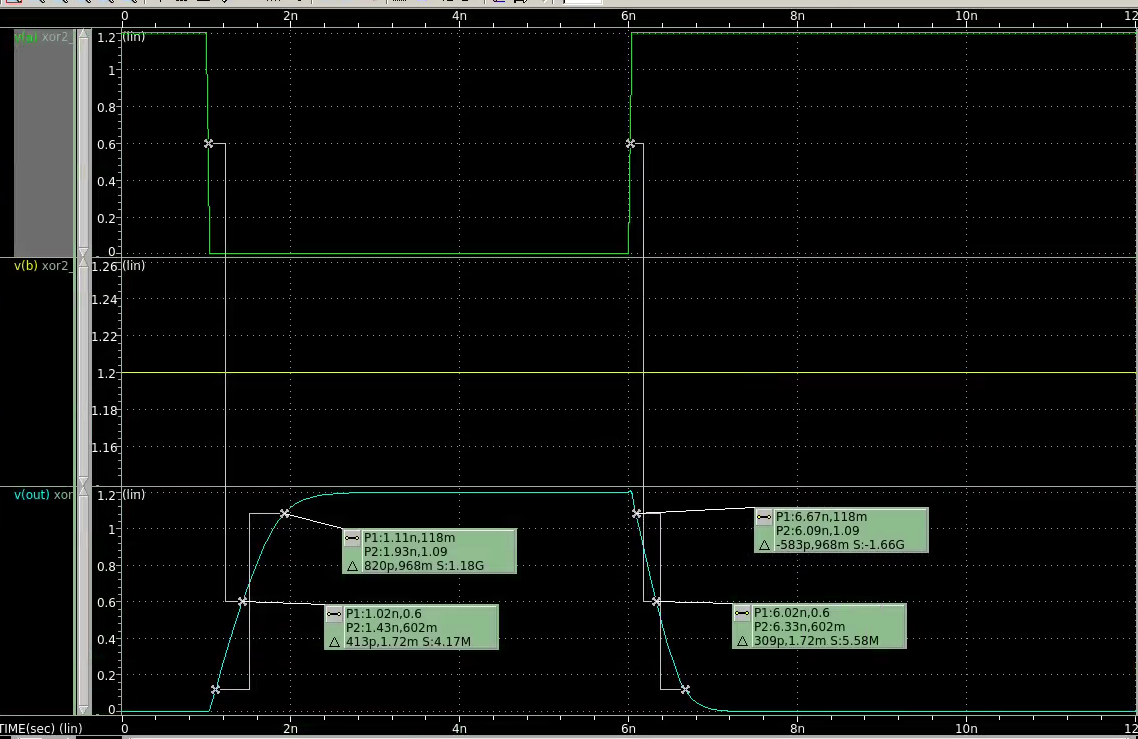 0 2n 4n 6n 8n 10n 12
v(a) xor2_
(lin)
1.2
1
0.8
0.6
0.4
0.2
0
v(b) xor2_
(lin)
1.26
1.24
1.22
1.2
1.18
1.16
v(out) xor
(lin)
1.2
1
0.8
0.6
0.4
0.2
0
P1:1.11n,118m
P2:1.93n,1.09
△ 820p,968m S:1.18G
P1:1.02n,0.6
P2:1.43n,602m
△ 413p,1.72m S:4.17M
P1:6.67n,118m
P2:6.09n,1.09
△ -583p,968m S:-1.66G
P1:6.02n,0.6
P2:6.33n,602m
△ 309p,1.72m S:5.58M
TIME(sec) (lin)
0 2n 4n 6n 8n 10n 12